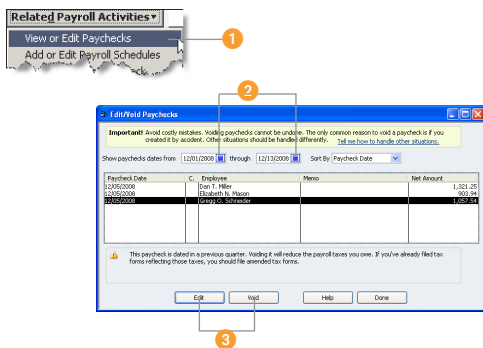 Related Payroll Activities
View or Edit Paychecks
1
Add or Edit Payroll Schedules
2
Edit/Void Paychecks
Important! Avoid costly mistakes. Voiding paychecks cannot be undone. The only common reason to void a paycheck is if you
created it by accident. Other situations should be handled differently. Tell me how to handle other situations.
Show paychecks dates from 12/01/2008 through 12/13/2008 Sort By Paycheck Date
Paycheck Date C. Employee Memo Net Amount
12/05/2008 Dan T. Miller 1,321.25
12/05/2008 Elizabeth N. Mason 903.94
12/05/2008 Gregg O. Schneider 1,057.54
This paycheck is dated in a previous quarter. Voiding it will reduce the payroll taxes you owe. If you've already filed tax
forms reflecting those taxes, you should file amended tax forms.
Edit Void Help Done
3